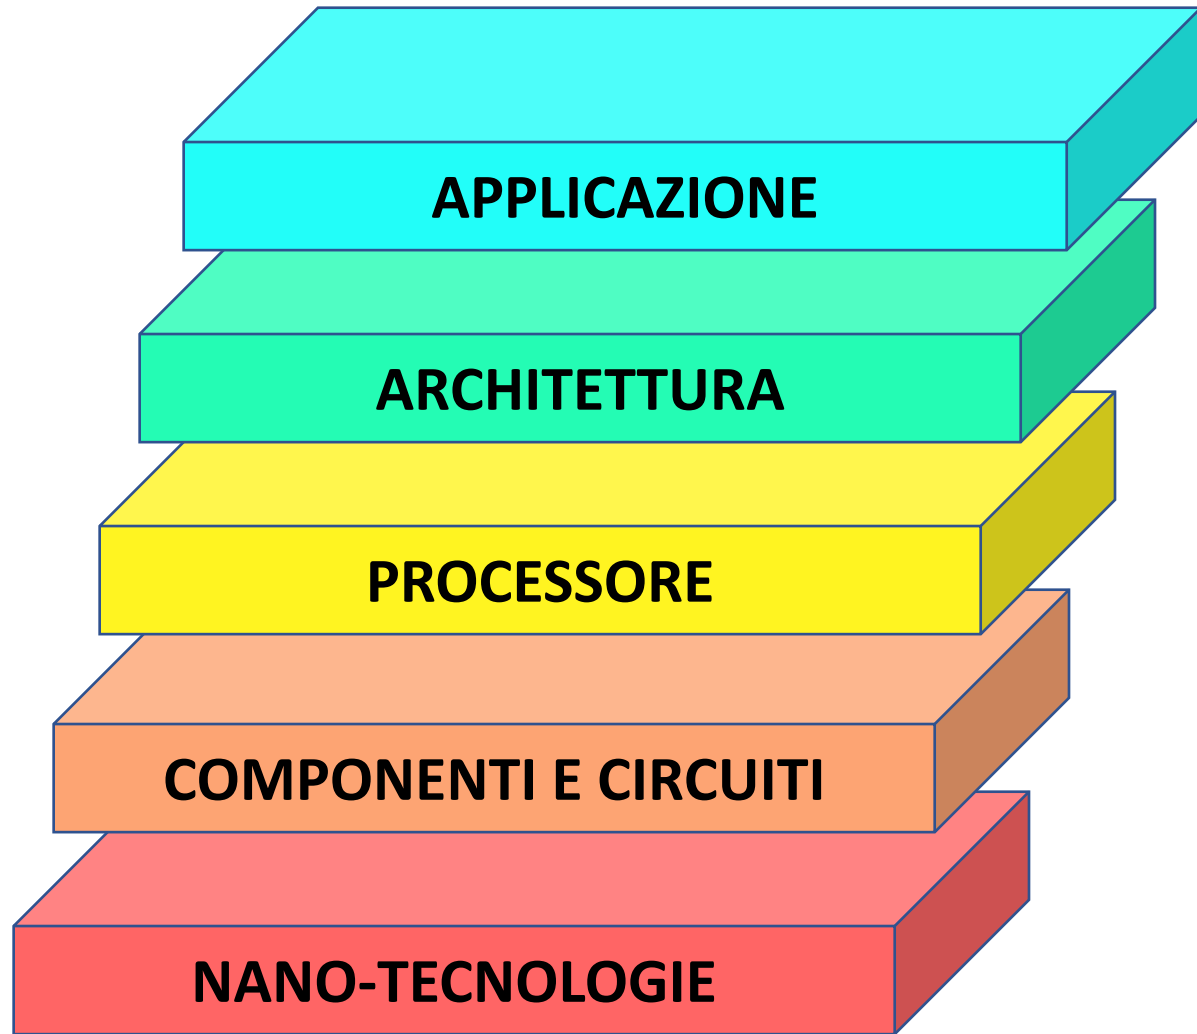 APPLICAZIONE
ARCHITETTURA
PROCESSORE
COMPONENTI E CIRCUITI
NANO-TECNOLOGIE